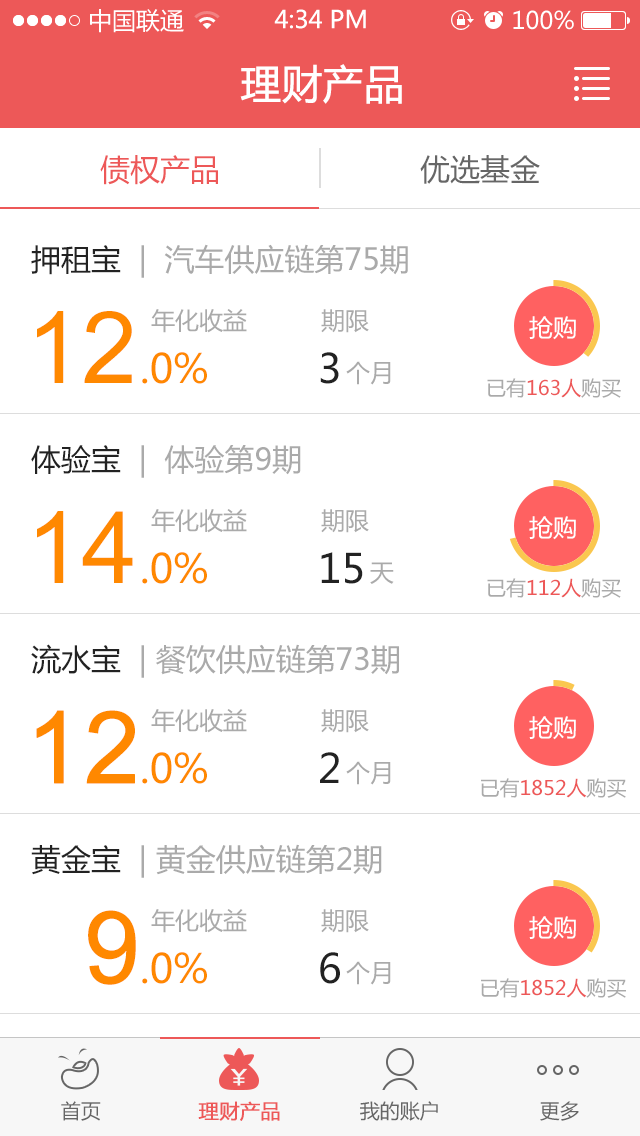 中国联通 4:34 PM 100%
理财产品
债权产品 优选基金
押租宝 | 汽车供应链第75期
12.0% 年化收益 期限 3个月 抢购
已有163人购买
体验宝 | 体验第9期
14.0% 年化收益 期限 15天 抢购
已有112人购买
流水宝 | 餐饮供应链第73期
12.0% 年化收益 期限 2个月 抢购
已有1852人购买
黄金宝 | 黄金供应链第2期
9.0% 年化收益 期限 6个月 抢购
已有1852人购买
¥
首页 理财产品 我的账户 更多